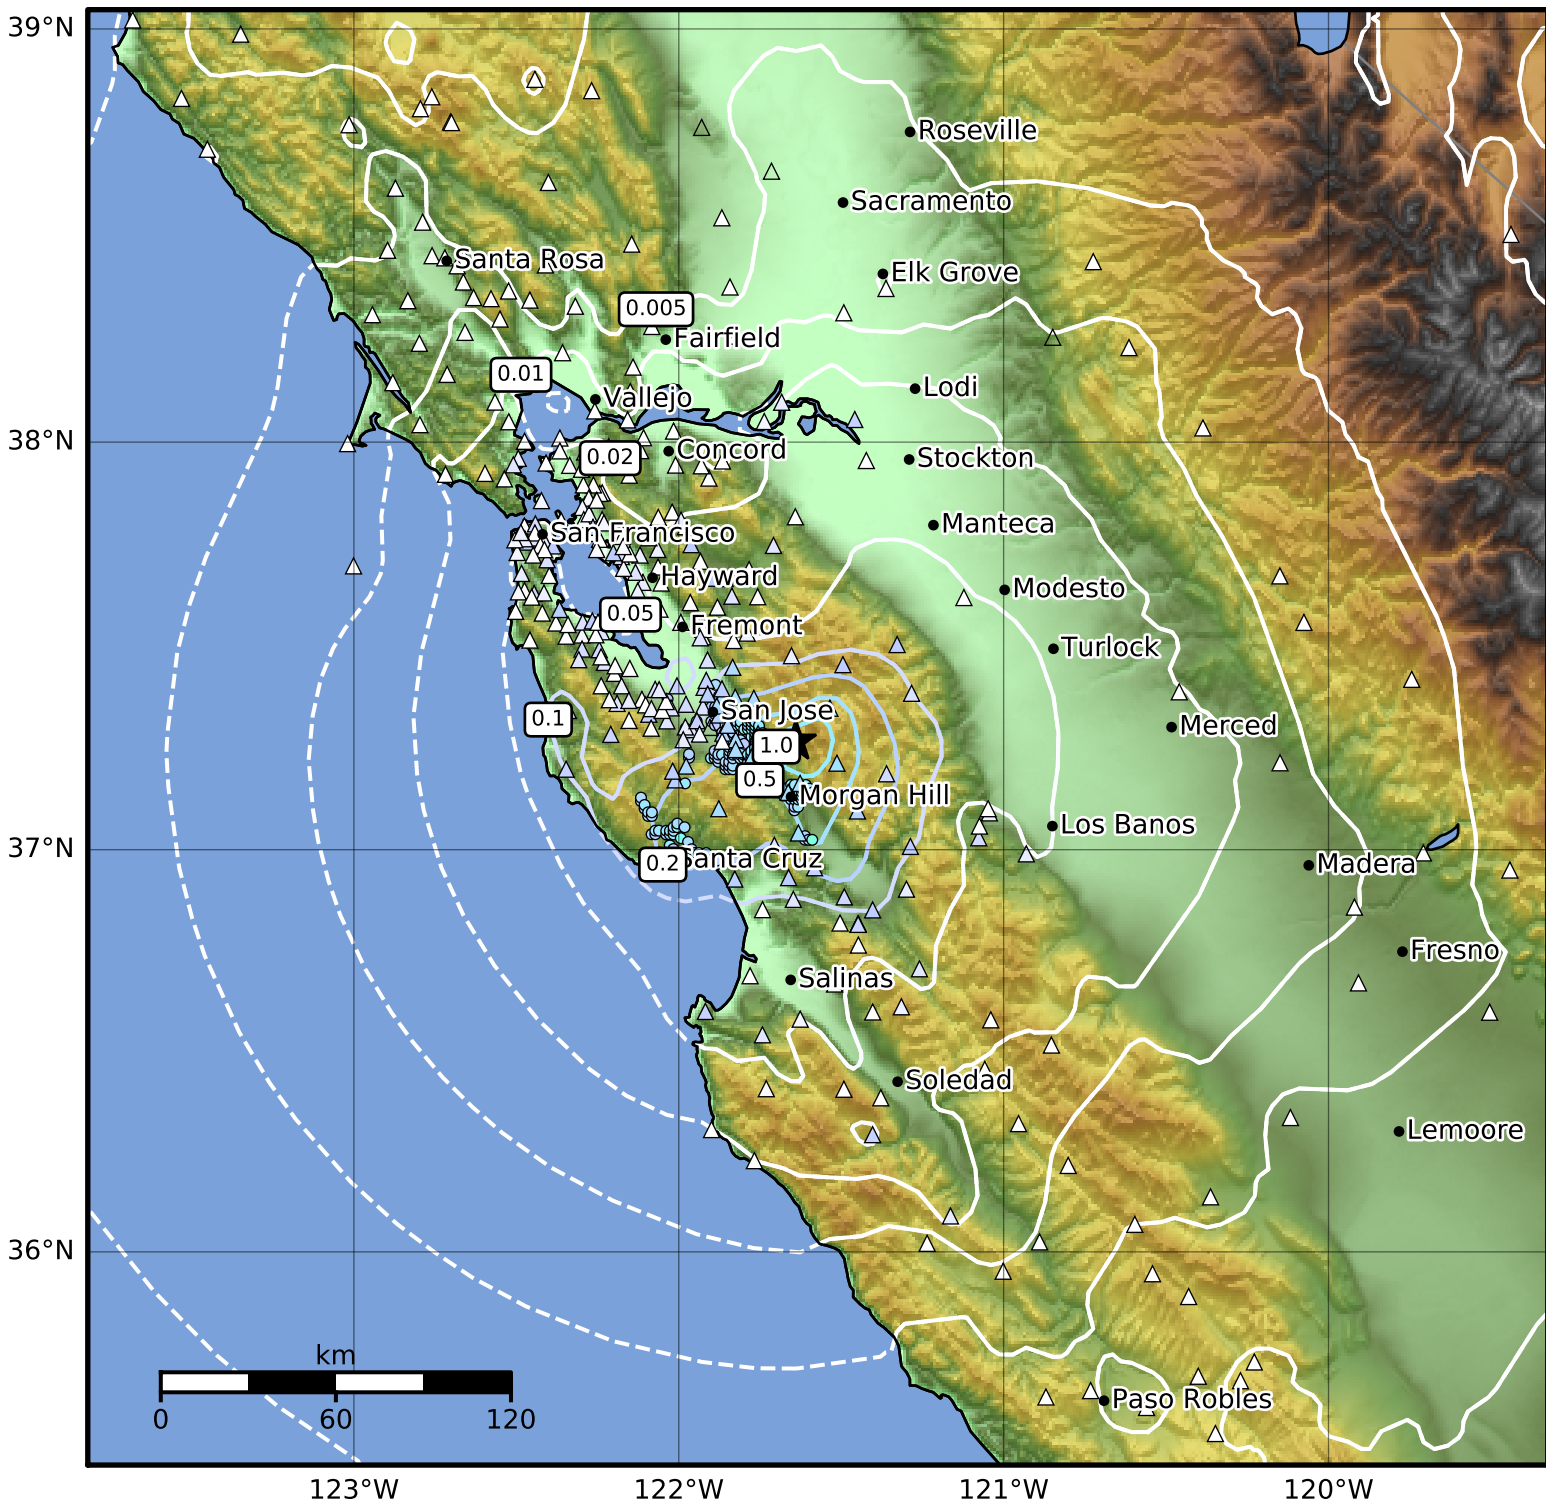 39°N
Roseville
Sacramento
Santa Rosa
Elk Grove
0.005
Fairfield
0.01
Lodi
Vallejo
38°N
Concord
0.02
Stockton
Manteca
San Francisco
Hayward
Modesto
0.05
Fremont
Turlock
San Jose
0.1
Merced
1.0
0.5
Morgan Hill
Los Banos
37°N
Santa Cruz
0.2
Madera
Fresno
Salinas
Soledad
Lemoore
36°N
km
0 60 120
Paso Robles
123°W 122°W 121°W 120°W